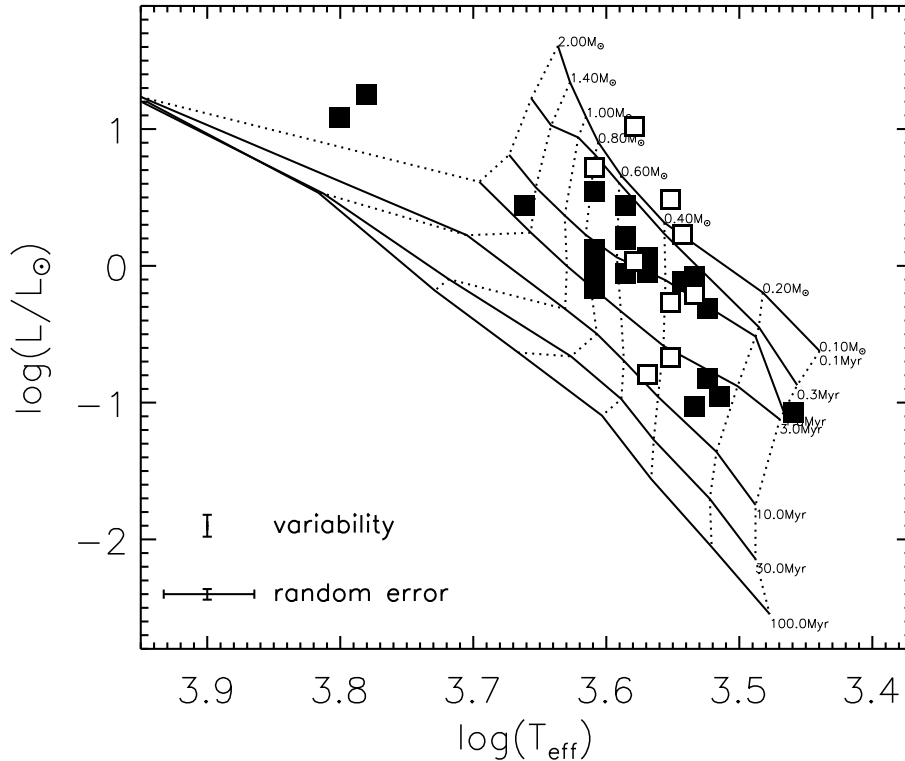 2.00M⊙
1.40M⊙
1.00M⊙
0.80M⊙
0.60M⊙
0.40M⊙
0.20M⊙
0.10M⊙
0.1Myr
0.3Myr
3.0Myr
10.0Myr
30.0Myr
100.0Myr
1
0
-1
-2
log(L/L⊙)
variability
random error
3.9 3.8 3.7 3.6 3.5 3.4
log(Teff)